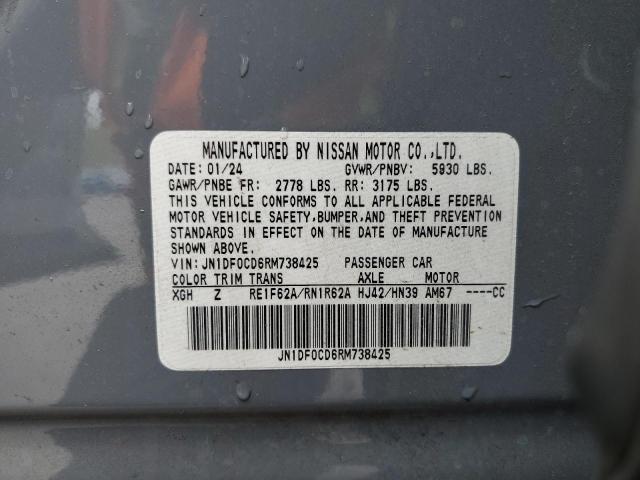 MANUFACTURED BY NISSAN MOTOR CO.,LTD.
DATE: 01/24 GVWR/PNBV: 5930 LBS.
GAWR/PNBE FR: 2778 LBS. RR: 3175 LBS.
THIS VEHICLE CONFORMS TO ALL APPLICABLE FEDERAL
MOTOR VEHICLE SAFETY,BUMPER,AND THEFT PREVENTION
STANDARDS IN EFFECT ON THE DATE OF MANUFACTURE
SHOWN ABOVE.
VIN: JN1DF0CD6RM738425 PASSENGER CAR
COLOR TRIM TRANS AXLE MOTOR
XGH Z RE1F62A/RN1R62A HJ42/HN39 AM67 ----CC
JN1DF0CD6RM738425